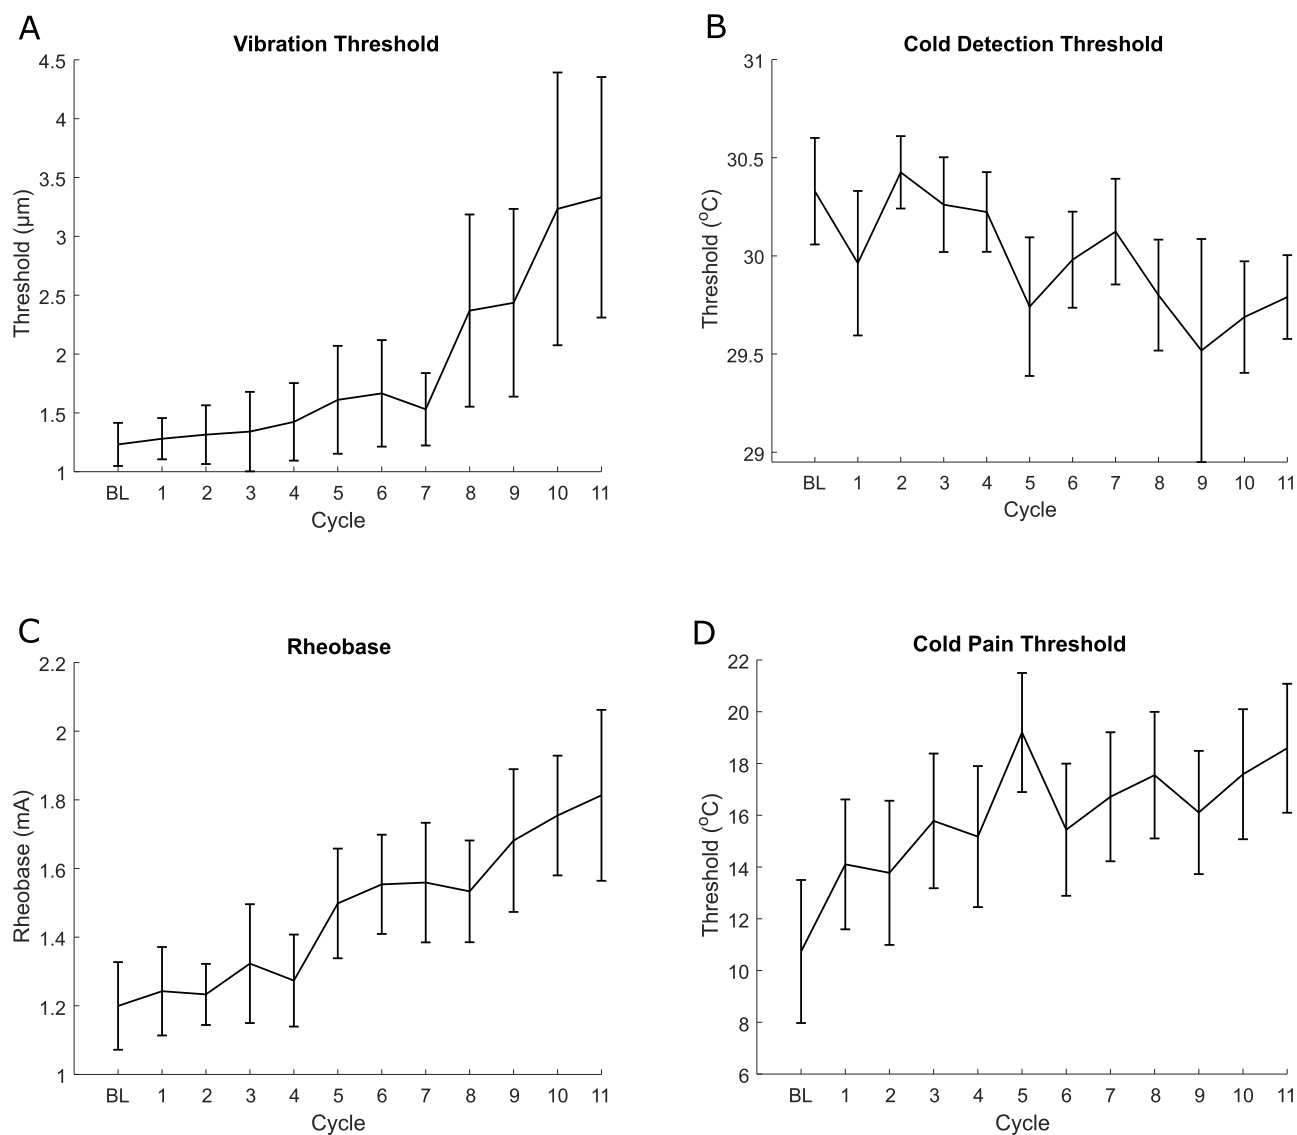 A
Vibration Threshold
4.5
4
3.5
3
2.5
2
1.5
1
Threshold (μm)
BL 1 2 3 4 5 6 7 8 9 10 11
Cycle
B
Cold Detection Threshold
31
30.5
30
29.5
29
Threshold (°C)
BL 1 2 3 4 5 6 7 8 9 10 11
Cycle
C
Rheobase
2.2
2
1.8
1.6
1.4
1.2
1
Rheobase (mA)
BL 1 2 3 4 5 6 7 8 9 10 11
Cycle
D
Cold Pain Threshold
22
20
18
16
14
12
10
8
6
Threshold (°C)
BL 1 2 3 4 5 6 7 8 9 10 11
Cycle